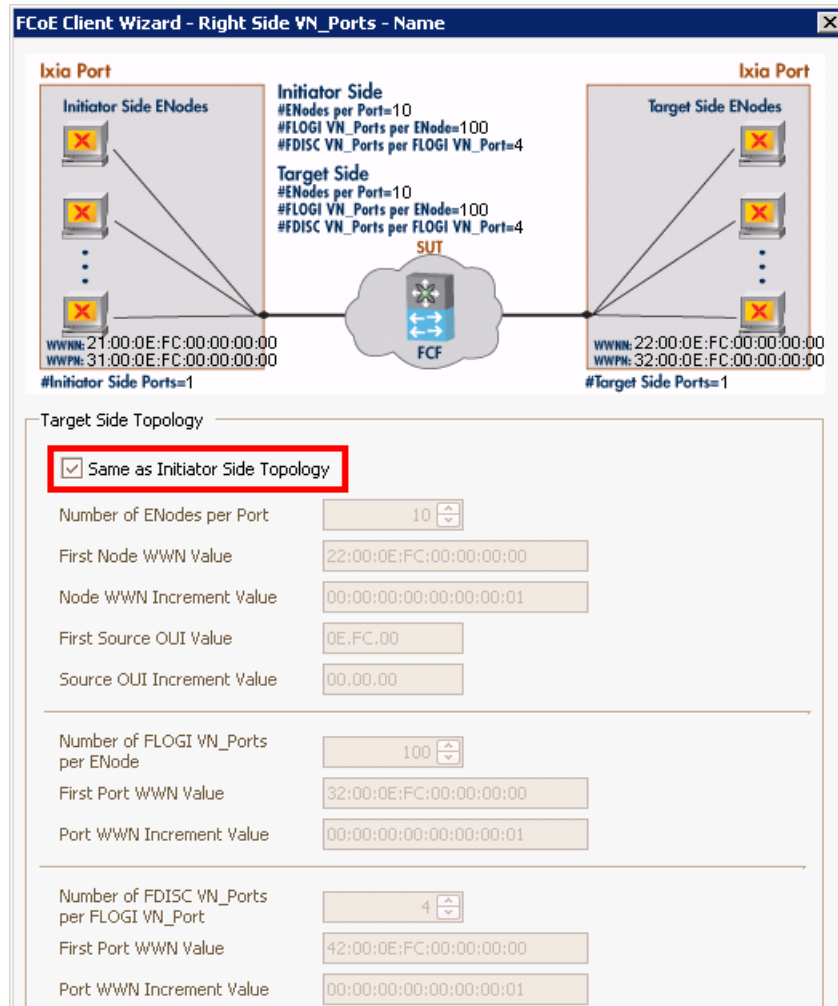 FCoE Client Wizard - Right Side VN_Ports - Name
Ixia Port
Initiator Side ENodes
Initiator Side
#ENodes per Port=10
#FLOGI VN_Ports per ENode=100
#FDISC VN_Ports per FLOGI VN_Port=4
Target Side
#ENodes per Port=10
#FLOGI VN_Ports per ENode=100
#FDISC VN_Ports per FLOGI VN_Port=4
Ixia Port
Target Side ENodes
SUT
FCF
WWNN: 21:00:0E:FC:00:00:00:00
WWPN: 31:00:0E:FC:00:00:00:00
#Initiator Side Ports=1
WWNN: 22:00:0E:FC:00:00:00:00
WWPN: 32:00:0E:FC:00:00:00:00
#Target Side Ports=1
Target Side Topology
Same as Initiator Side Topology
Number of ENodes per Port 10
First Node WWN Value 22:00:0E:FC:00:00:00:00
Node WWN Increment Value 00:00:00:00:00:00:00:01
First Source OUI Value 0E.FC.00
Source OUI Increment Value 00.00.00
Number of FLOGI VN_Ports
per ENode 100
First Port WWN Value 32:00:0E:FC:00:00:00:00
Port WWN Increment Value 00:00:00:00:00:00:00:01
Number of FDISC VN_Ports
per FLOGI VN_Port 4
First Port WWN Value 42:00:0E:FC:00:00:00:00
Port WWN Increment Value 00:00:00:00:00:00:00:01